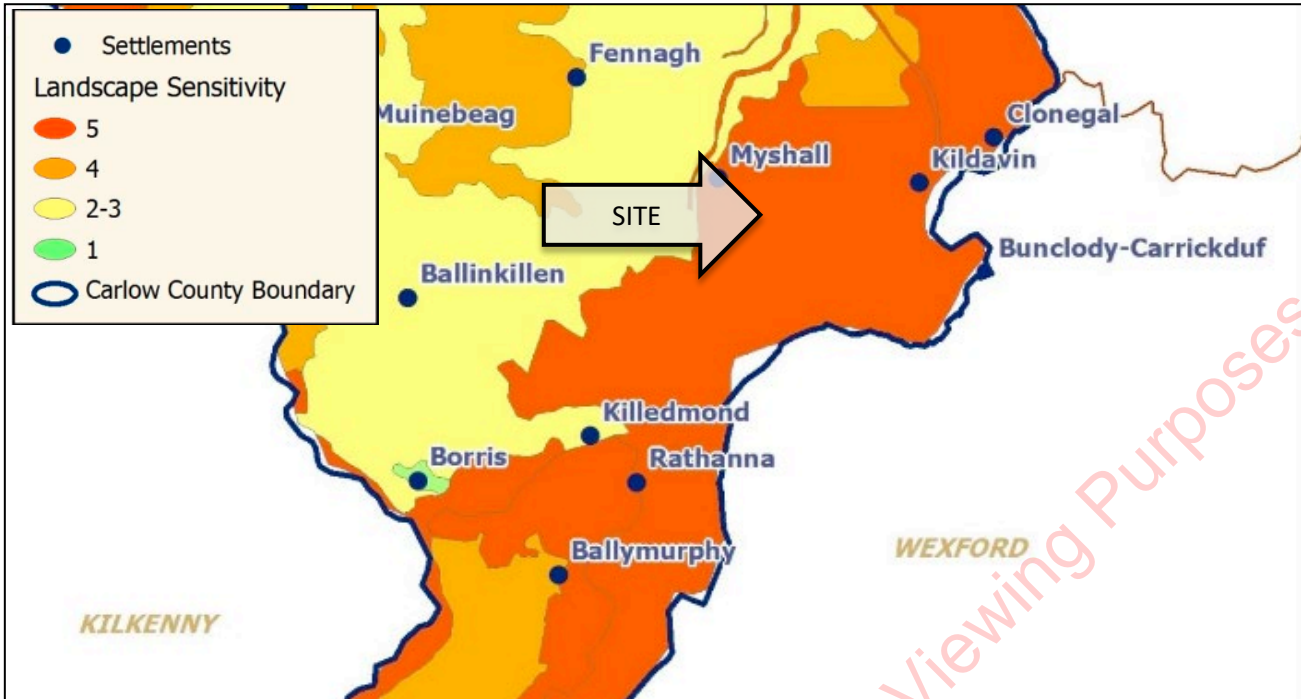 Settlements
Landscape Sensitivity
5
4
2-3
1
Carlow County Boundary
Fennagh
Muinebeag
Clonegal
Myshall
Kildavin
SITE
Bunclody-Carrickduf
Ballinkillen
Killedmond
Borris
Rathanna
WEXFORD
Ballymurphy
KILKENNY
Viewing Purposes